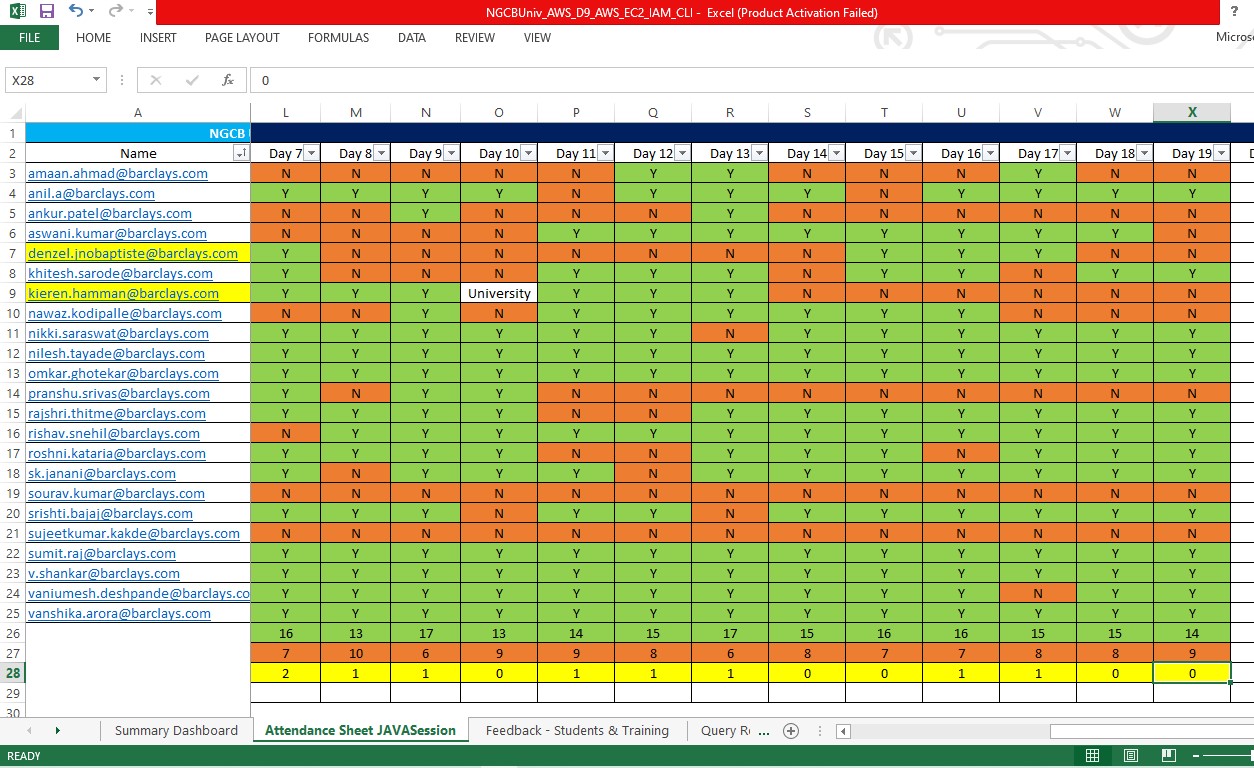 NGCBUniv_AWS_D9_AWS_EC2_IAM_CLI - Excel (Product Activation Failed) ?
FILE HOME INSERT PAGE LAYOUT FORMULAS DATA REVIEW VIEW Micros
X28 fx 0
A L M N O P Q R S T U V W X
1 NGCB
2 Name Day 7 Day 8 Day 9 Day 10 Day 11 Day 12 Day 13 Day 14 Day 15 Day 16 Day 17 Day 18 Day 19
3 amaan.ahmad@barclays.com N N N N N Y Y N N N Y N N
4 anil.a@barclays.com Y Y Y Y N Y Y Y N Y Y Y Y
5 ankur.patel@barclays.com N N Y N N N Y N N N N N N
6 aswani.kumar@barclays.com N N N N Y Y Y Y Y Y Y Y N
7 denzel.jnobaptiste@barclays.com Y N N N N N N N Y Y Y N N
8 khitesh.sarode@barclays.com Y N N N Y Y Y N Y Y N Y Y
9 kieren.hamman@barclays.com Y Y Y University Y Y Y N N N N N N
10 nawaz.kodipalle@barclays.com N N Y N Y Y Y Y Y Y N N N
11 nikki.saraswat@barclays.com Y Y Y Y Y Y N Y Y Y Y Y Y
12 nilesh.tayade@barclays.com Y Y Y Y Y Y Y Y Y Y Y Y Y
13 omkar.ghotekar@barclays.com Y Y Y Y Y Y Y Y Y Y Y Y Y
14 pranshu.srivas@barclays.com Y N Y Y N N N N N N N N N
15 rajshri.thitme@barclays.com Y Y Y Y N N Y Y Y Y Y Y Y
16 rishav.snehil@barclays.com N Y Y Y Y Y Y Y Y Y Y Y Y
17 roshni.kataria@barclays.com Y Y Y Y N N Y Y Y N Y Y Y
18 sk.janani@barclays.com Y N Y Y Y N Y Y Y Y Y Y Y
19 sourav.kumar@barclays.com N N N N N N N N N N N N N
20 srishti.bajaj@barclays.com Y Y Y N Y Y N Y Y Y Y Y Y
21 sujeetkumar.kakde@barclays.com N N N N N N N N N N N N N
22 sumit.raj@barclays.com Y Y Y Y Y Y Y Y Y Y Y Y Y
23 v.shankar@barclays.com Y Y Y Y Y Y Y Y Y Y Y Y Y
24 vaniumesh.deshpande@barclays.co Y Y Y Y Y Y Y Y Y Y N Y Y
25 vanshika.arora@barclays.com Y Y Y Y Y Y Y Y Y Y Y Y Y
26 16 13 17 13 14 15 17 15 16 16 15 15 14
27 7 10 6 9 9 8 6 8 7 7 8 8 9
28 2 1 1 0 1 1 1 0 0 1 1 0 0
29
30
Summary Dashboard Attendance Sheet JAVASession Feedback - Students & Training Query R ...
READY